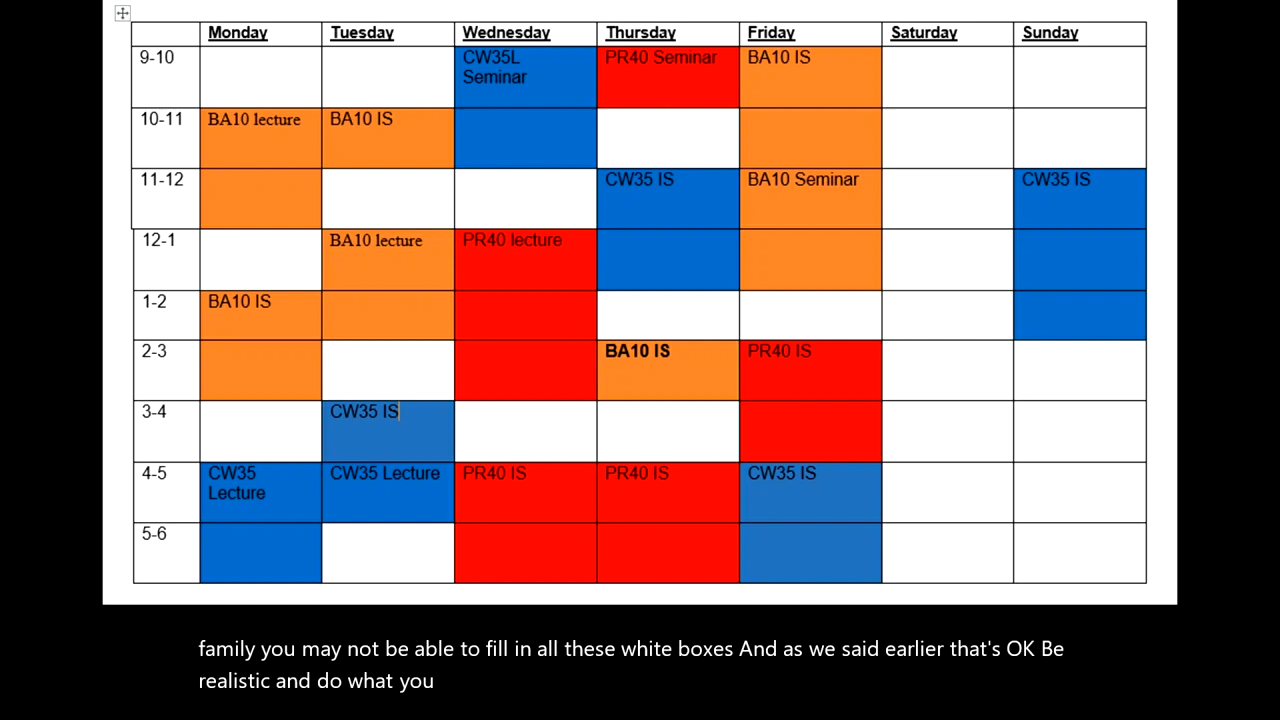 Monday Tuesday Wednesday Thursday Friday Saturday Sunday
9-10 CW35L PR40 Seminar BA10 IS
Seminar
10-11 BA10 lecture BA10 IS
11-12 CW35 IS BA10 Seminar CW35 IS
12-1 BA10 lecture PR40 lecture
1-2 BA10 IS
2-3 BA10 IS PR40 IS
3-4 CW35 IS
4-5 CW35 CW35 Lecture PR40 IS PR40 IS CW35 IS
Lecture
5-6
family you may not be able to fill in all these white boxes And as we said earlier that's OK Be
realistic and do what you